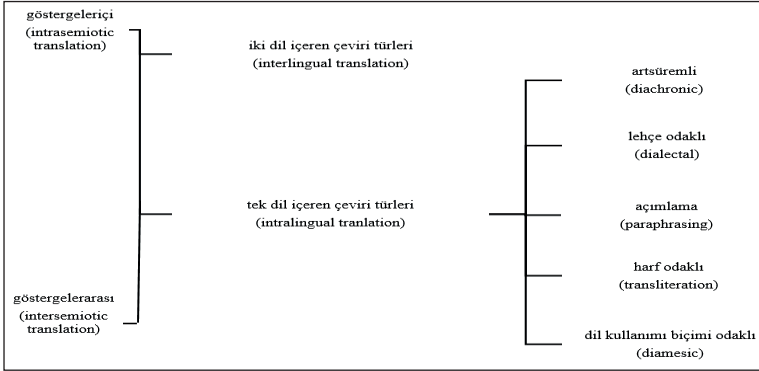 göstergeleriçi
(intrasemiotic
translation)
iki dil içeren çeviri türleri
(interlingual translation)
artsüremli
(diachronic)
lehçe odaklı
(dialectal)
tek dil içeren çeviri türleri
(intralingual tranlation)
açımlama
(paraphrasing)
harf odaklı
(transliteration)
göstergelerarası
(intersemiotic
translation)
dil kullanımı biçimi odaklı
(diamesic)